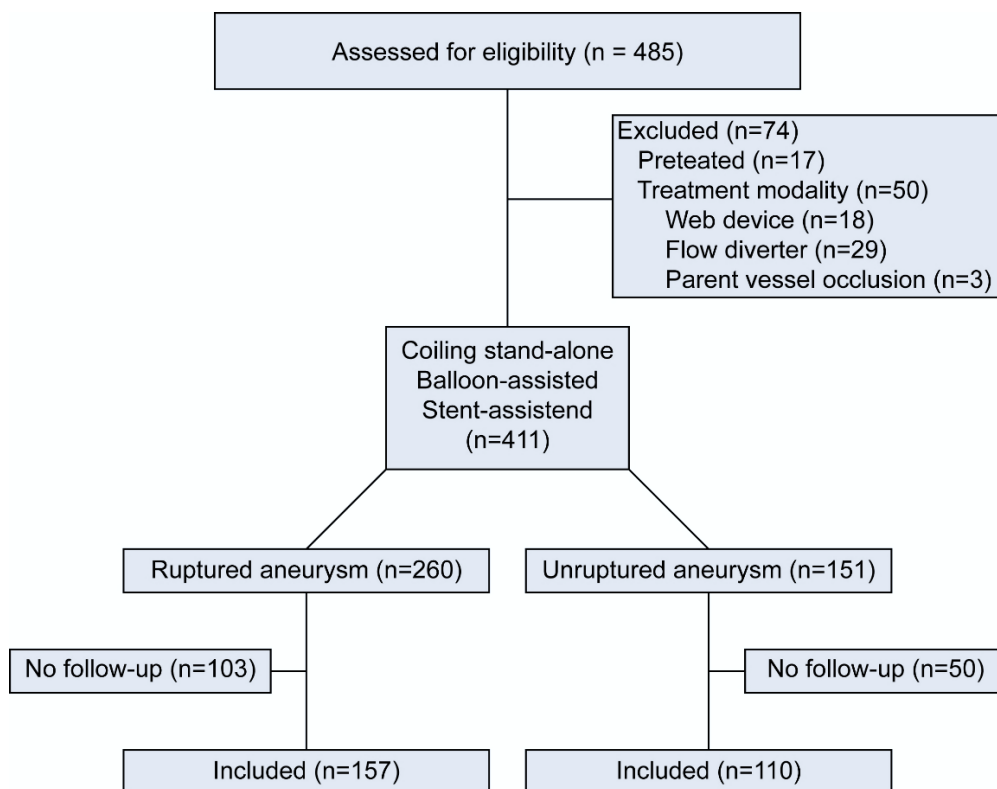 Assessed for eligibility (n = 485)
Excluded (n=74)
Preteated (n=17)
Treatment modality (n=50)
Web device (n=18)
Flow diverter (n=29)
Parent vessel occlusion (n=3)
Coiling stand-alone
Balloon-assisted
Stent-assistend
(n=411)
Ruptured aneurysm (n=260)
Unruptured aneurysm (n=151)
No follow-up (n=103)
No follow-up (n=50)
Included (n=157)
Included (n=110)